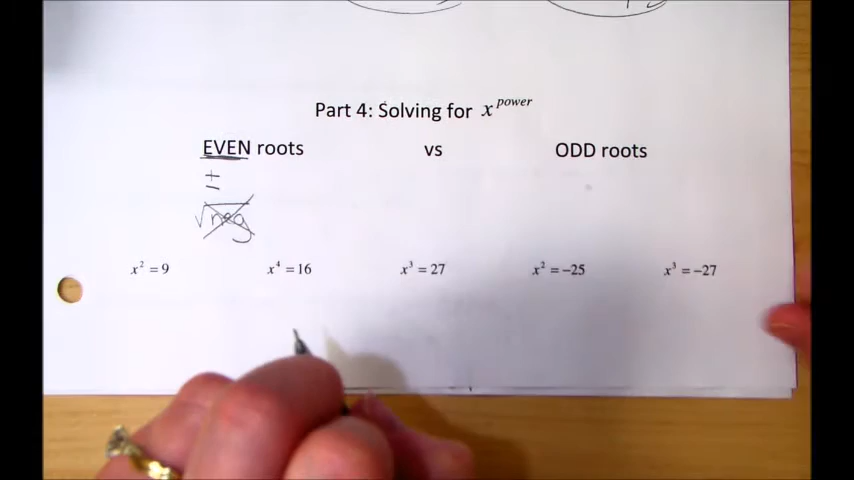 Part 4: Solving for x^power
EVEN roots vs ODD roots
±
√neg
x² = 9 x⁴ = 16 x³ = 27 x² = −25 x³ = −27